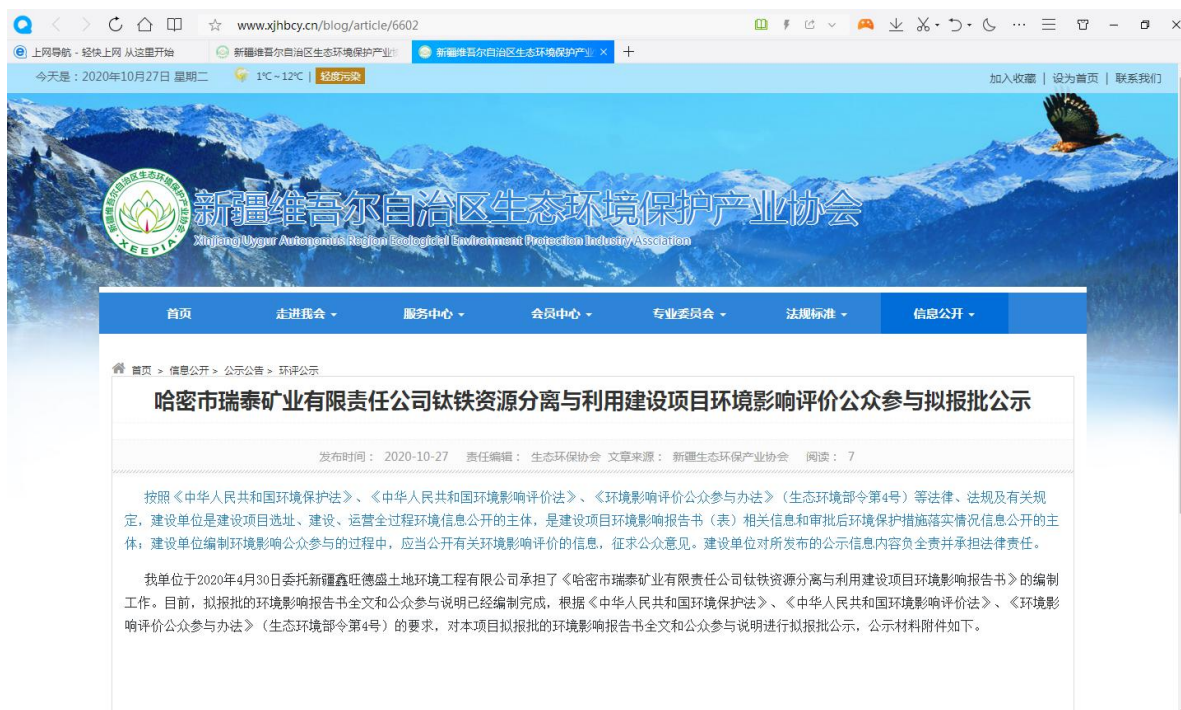 www.xjhbcy.cn/blog/article/6602
上网导航 - 轻快上网 从这里开始
新疆维吾尔自治区生态环境保护产业
新疆维吾尔自治区生态环境保护产业
今天是：2020年10月27日 星期二 1℃~12℃ | 轻度污染
加入收藏 | 设为首页 | 联系我们
新疆维吾尔自治区生态环境保护产业协会
Xinjiang Uygur Autonomous Region Ecological Environment Protection Industry Assciation
XEEPIA
首页 走进我会 服务中心 会员中心 专业委员会 法规标准 信息公开
首页 > 信息公开 > 公示公告 > 环评公示
哈密市瑞泰矿业有限责任公司钛铁资源分离与利用建设项目环境影响评价公众参与拟报批公示
发布时间： 2020-10-27 责任编辑： 生态环保协会 文章来源： 新疆生态环保产业协会 阅读： 7
按照《中华人民共和国环境保护法》、《中华人民共和国环境影响评价法》、《环境影响评价公众参与办法》（生态环境部令第4号）等法律、法规及有关规
定，建设单位是建设项目选址、建设、运营全过程环境信息公开的主体，是建设项目环境影响报告书（表）相关信息和审批后环境保护措施落实情况信息公开的主
体；建设单位编制环境影响公众参与的过程中，应当公开有关环境影响评价的信息，征求公众意见。建设单位对所发布的公示信息内容负全责并承担法律责任。
我单位于2020年4月30日委托新疆鑫旺德盛土地环境工程有限公司承担了《哈密市瑞泰矿业有限责任公司钛铁资源分离与利用建设项目环境影响报告书》的编制
工作。目前，拟报批的环境影响报告书全文和公众参与说明已经编制完成，根据《中华人民共和国环境保护法》、《中华人民共和国环境影响评价法》、《环境影
响评价公众参与办法》（生态环境部令第4号）的要求，对本项目拟报批的环境影响报告书全文和公众参与说明进行拟报批公示，公示材料附件如下。